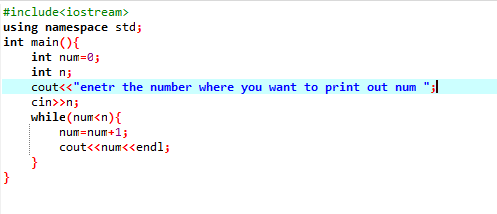 #include<iostream>
using namespace std;
int main(){
int num=0;
int n;
cout<<"enetr the number where you want to print out num ";
cin>>n;
while(num<n){
num=num+1;
cout<<num<<endl;
}
}